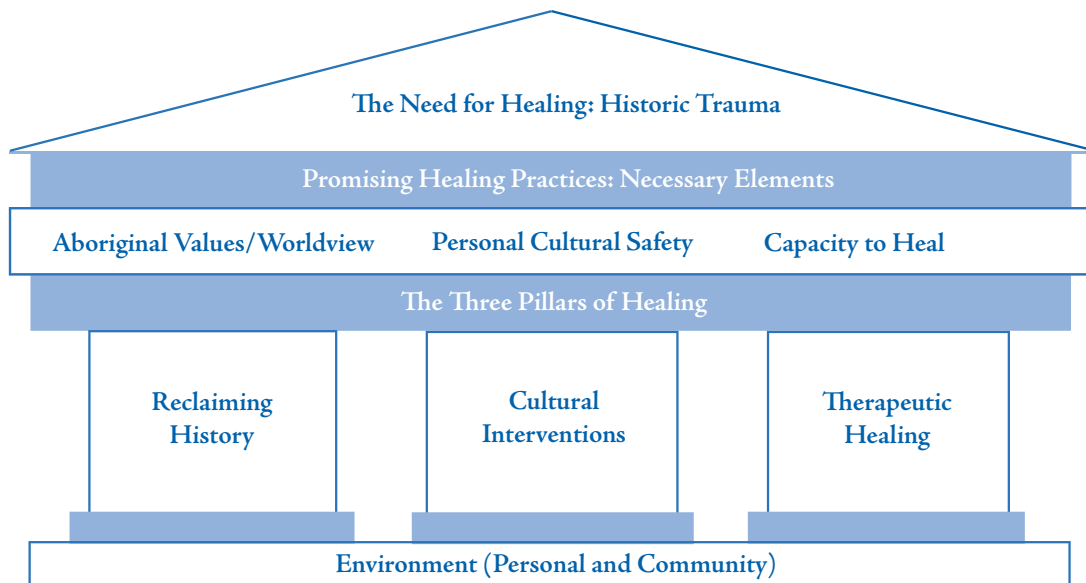 The Need for Healing: Historic Trauma
Promising Healing Practices: Necessary Elements
Aboriginal Values/Worldview Personal Cultural Safety Capacity to Heal
The Three Pillars of Healing
Reclaiming
History
Cultural
Interventions
Therapeutic
Healing
Environment (Personal and Community)